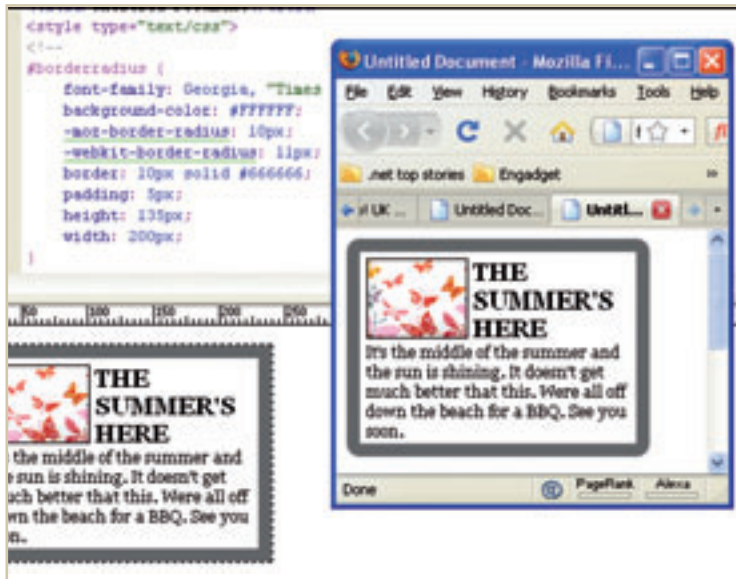 <style type="text/css">
<!--
#borderradius {
font-family: Georgia, "Times
background-color: #FFFFFF;
-moz-border-radius: 10px;
-webkit-border-radius: 11px;
border: 10px solid #666666;
padding: 5px;
height: 135px;
width: 200px;
}
50 100 150 200 250
THE
SUMMER'S
HERE
the middle of the summer and
sun is shining. It doesn't get
uch better that this. Were all off
wn the beach for a BBQ. See you
n.
Untitled Document - Mozilla Fi...
File Edit View History Bookmarks Tools Help
.net top stories Engadget
UK ... Untitled Doc... Untitl...
THE
SUMMER'S
HERE
It's the middle of the summer and
the sun is shining. It doesn't get
much better that this. Were all off
down the beach for a BBQ. See you
soon.
Done PageRank Alexa